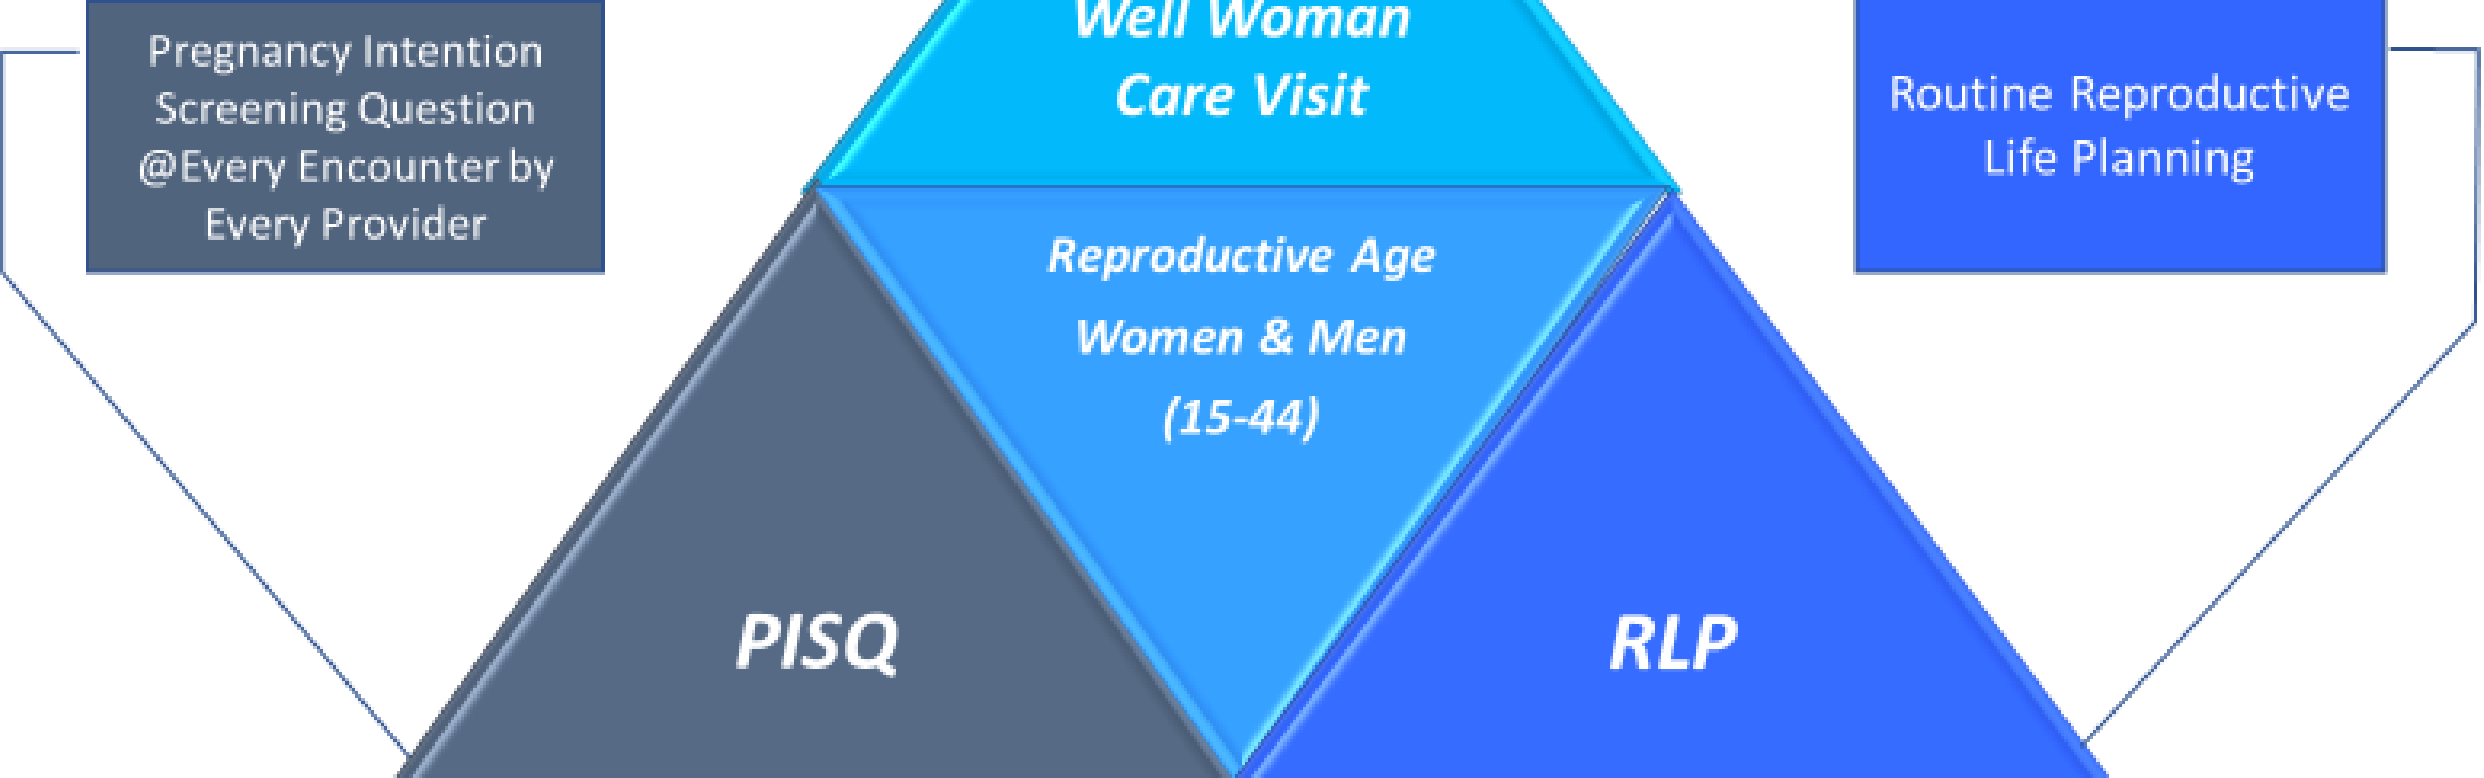 Pregnancy Intention
Screening Question
@Every Encounter by
Every Provider
Well Woman
Care Visit
Routine Reproductive
Life Planning
Reproductive Age
Women & Men
(15-44)
PISQ
RLP